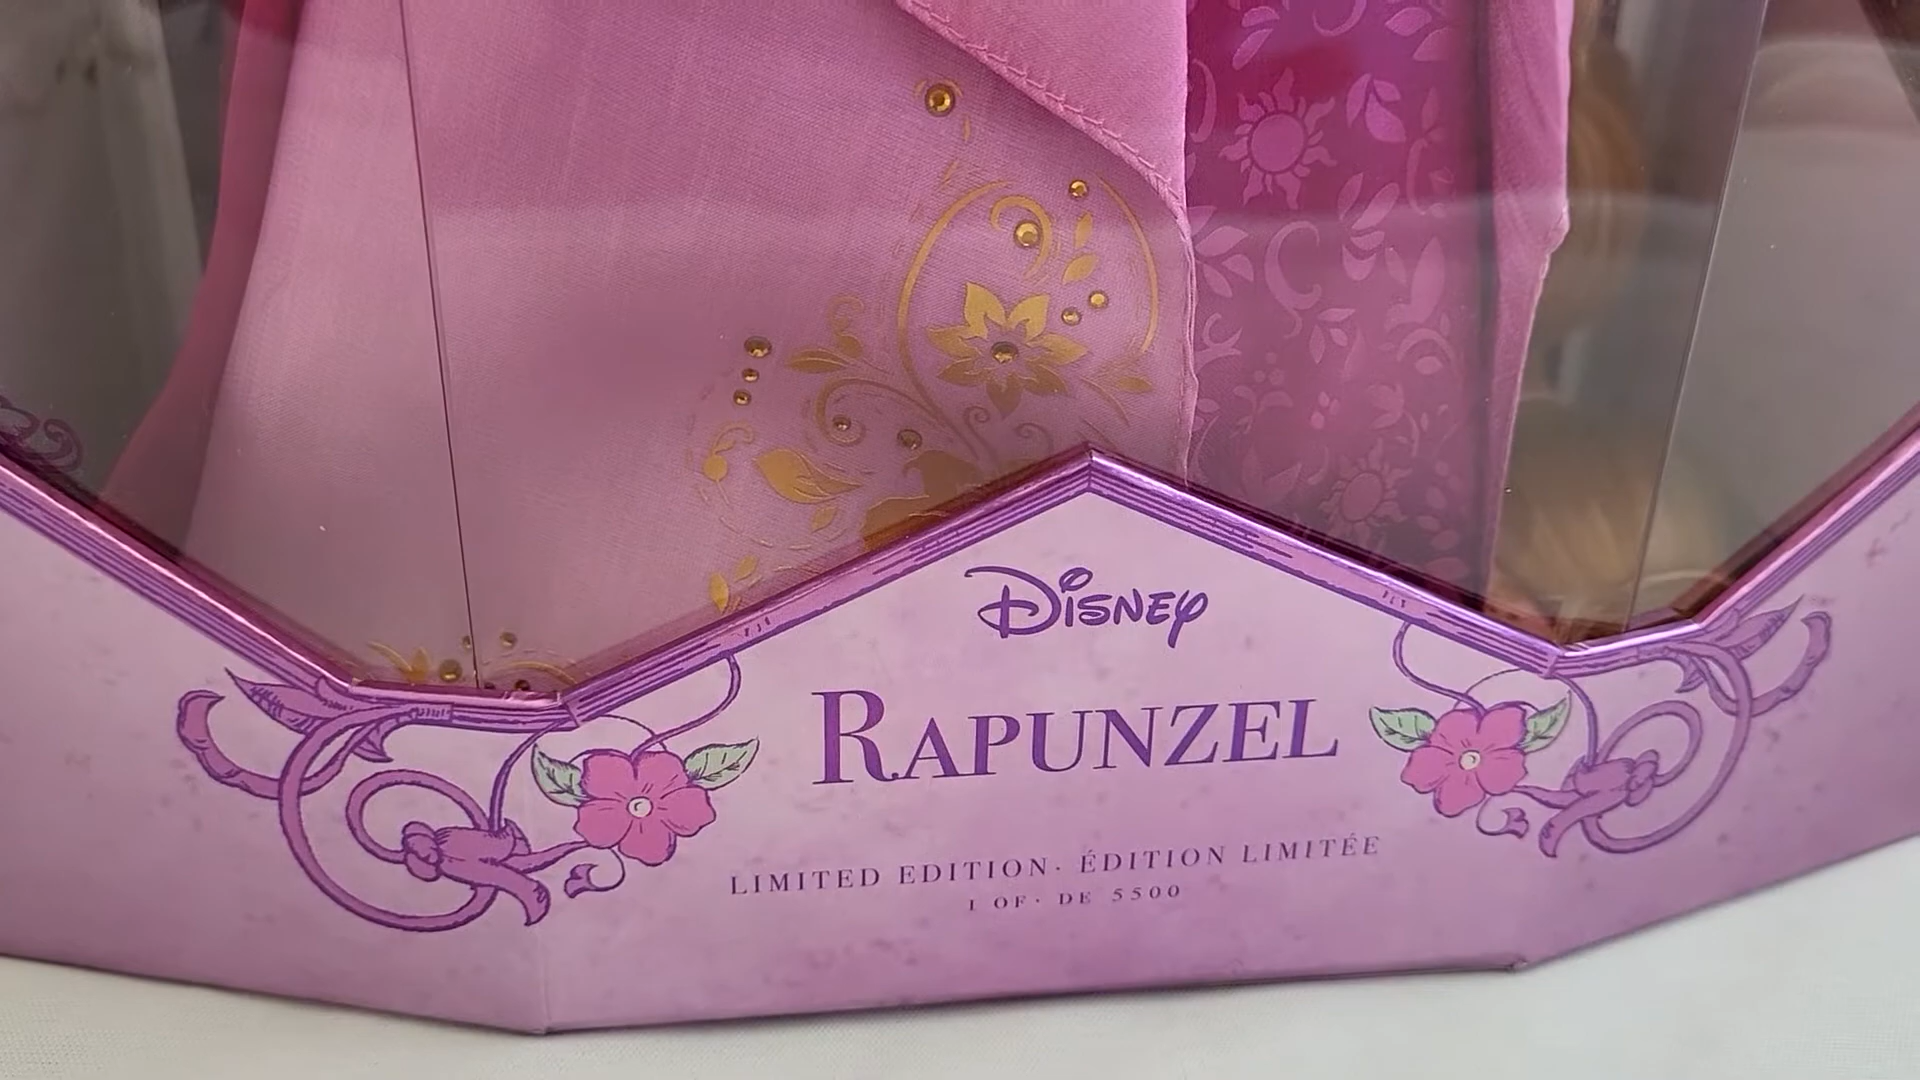 Disney
RAPUNZEL
LIMITED EDITION · ÉDITION LIMITÉE
1 OF · DE 5500